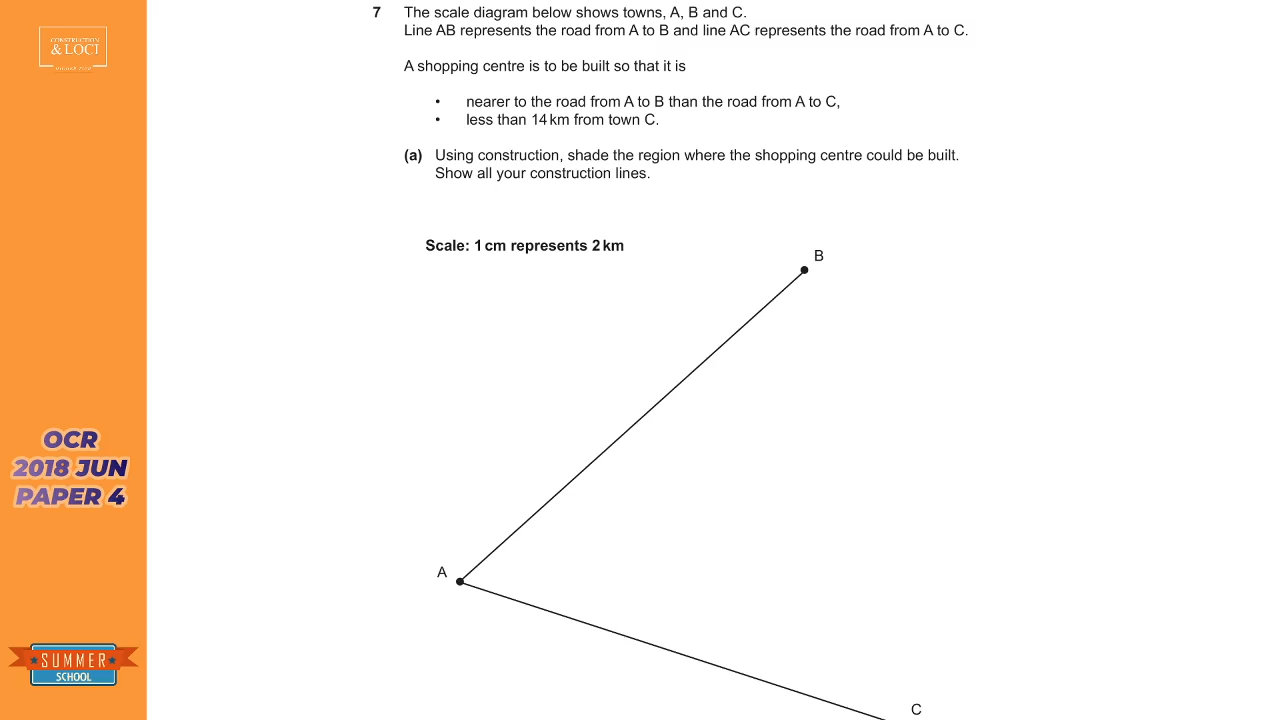 CONSTRUCTION
& LOCI
7 The scale diagram below shows towns, A, B and C.
Line AB represents the road from A to B and line AC represents the road from A to C.
A shopping centre is to be built so that it is
• nearer to the road from A to B than the road from A to C,
• less than 14 km from town C.
(a) Using construction, shade the region where the shopping centre could be built.
Show all your construction lines.
Scale: 1 cm represents 2 km
B
OCR
2018 JUN
PAPER 4
A
SUMMER
SCHOOL
C